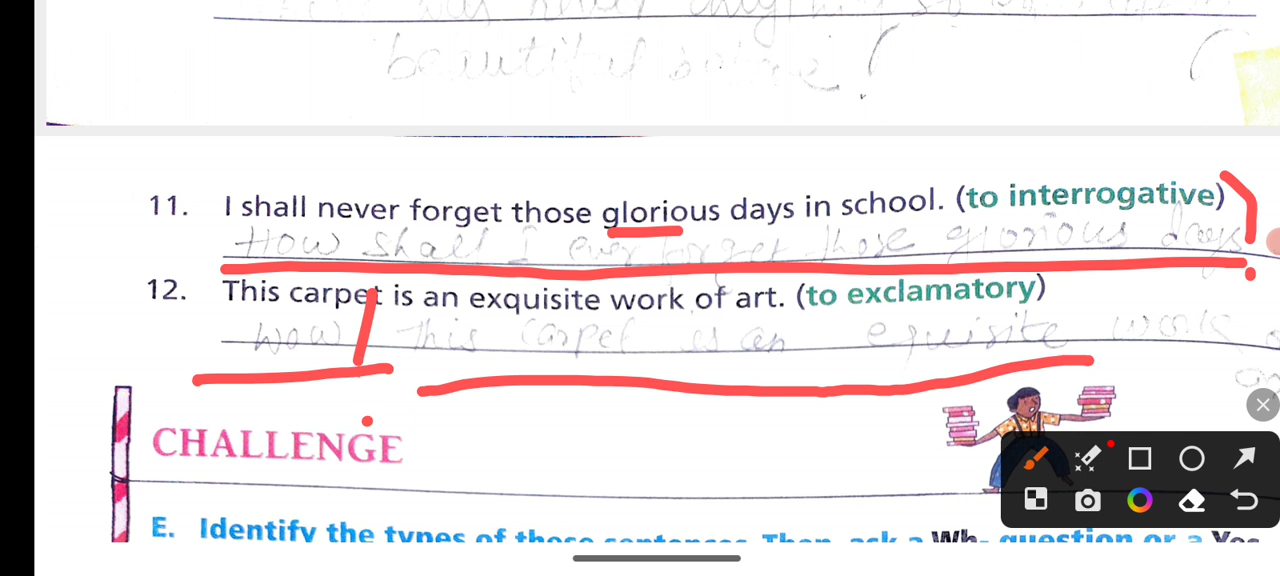 beautiful
11. I shall never forget those glorious days in school. (to interrogative)
How shall I ever forget those glorious days
12. This carpet is an exquisite work of art. (to exclamatory)
Wow! This carpet is an equisite work
CHALLENGE
E. Identify the types of these sentences. Then, ask a Wh- question or a Yes